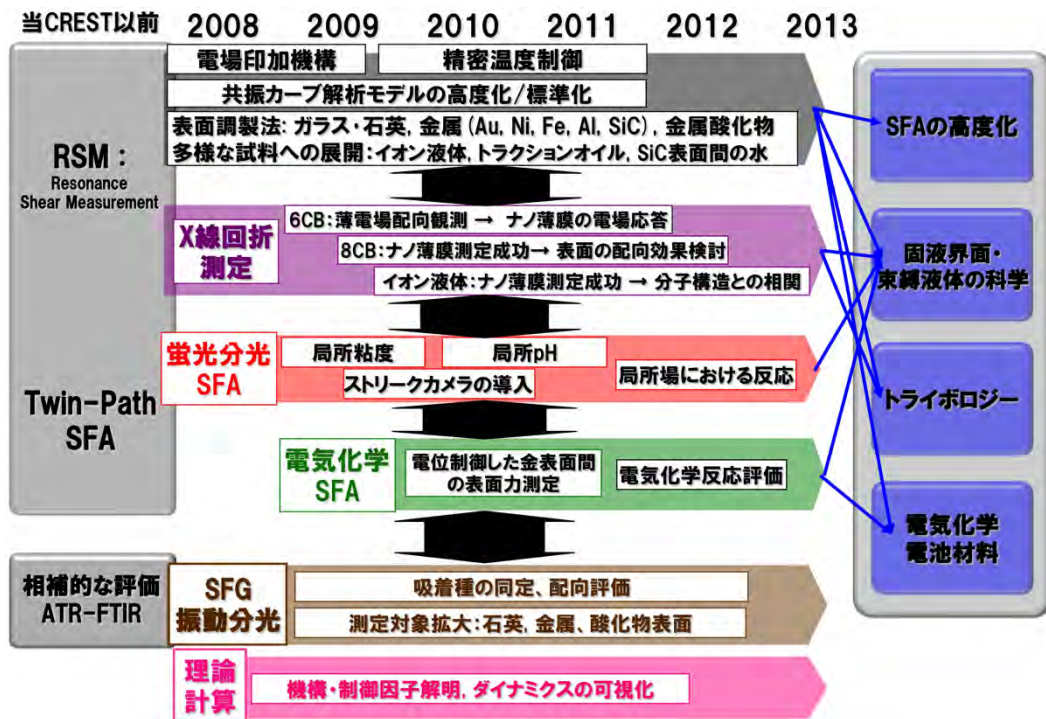 当CREST以前 2008 2009 2010 2011 2012 2013
電場印加機構 精密温度制御
共振カーブ解析モデルの高度化/標準化
表面調製法：ガラス・石英, 金属(Au, Ni, Fe, Al, SiC), 金属酸化物
多様な試料への展開：イオン液体, トラクションオイル, SiC表面間の水
RSM：
Resonance
Shear Measurement
X線回折
測定
6CB：薄電場配向観測 → ナノ薄膜の電場応答
8CB：ナノ薄膜測定成功→ 表面の配向効果検討
イオン液体：ナノ薄膜測定成功 → 分子構造との相関
Twin-Path
SFA
蛍光分光
SFA
局所粘度 局所pH
ストリークカメラの導入
局所場における反応
電気化学
SFA
電位制御した金表面間
の表面力測定
電気化学反応評価
相補的な評価
ATR-FTIR
SFG
振動分光
吸着種の同定、配向評価
測定対象拡大：石英, 金属、酸化物表面
理論
計算
機構・制御因子解明, ダイナミクスの可視化
SFAの高度化
固液界面・
束縛液体の科学
トライボロジー
電気化学
電池材料